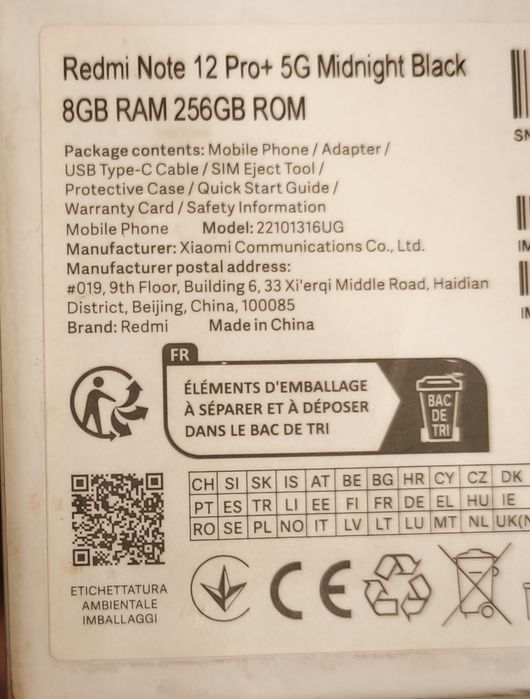 Redmi Note 12 Pro+ 5G Midnight Black
8GB RAM 256GB ROM
Package contents: Mobile Phone / Adapter /
USB Type-C Cable / SIM Eject Tool /
Protective Case / Quick Start Guide /
Warranty Card / Safety Information
Mobile Phone Model: 22101316UG
Manufacturer: Xiaomi Communications Co., Ltd.
Manufacturer postal address:
#019, 9th Floor, Building 6, 33 Xi'erqi Middle Road, Haidian
District, Beijing, China, 100085
Brand: Redmi Made in China
FR
ÉLÉMENTS D'EMBALLAGE
À SÉPARER ET À DÉPOSER
DANS LE BAC DE TRI
BAC
DE
TRI
CH SI SK IS AT BE BG HR CY CZ DK
PT ES TR LI EE FI FR DE EL HU IE
RO SE PL NO IT LV LT LU MT NL UK(N
ETICHETTATURA
AMBIENTALE
IMBALLAGGI
CE
SN
IM
IM